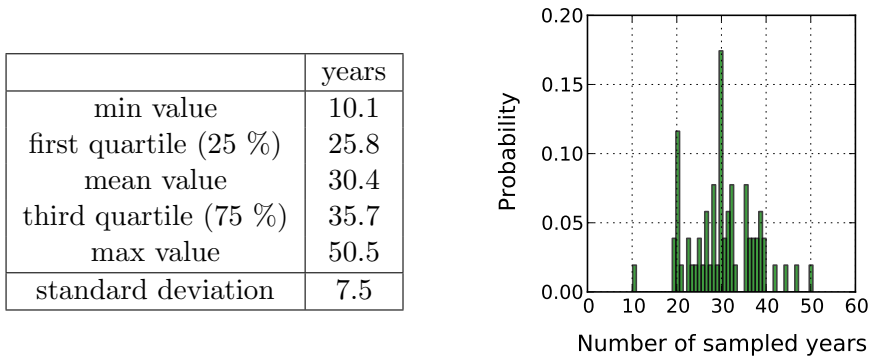 years
min value 10.1
first quartile (25 %) 25.8
mean value 30.4
third quartile (75 %) 35.7
max value 50.5
standard deviation 7.5
0.20
0.15
0.10
0.05
0.00
Probability
0 10 20 30 40 50 60
Number of sampled years